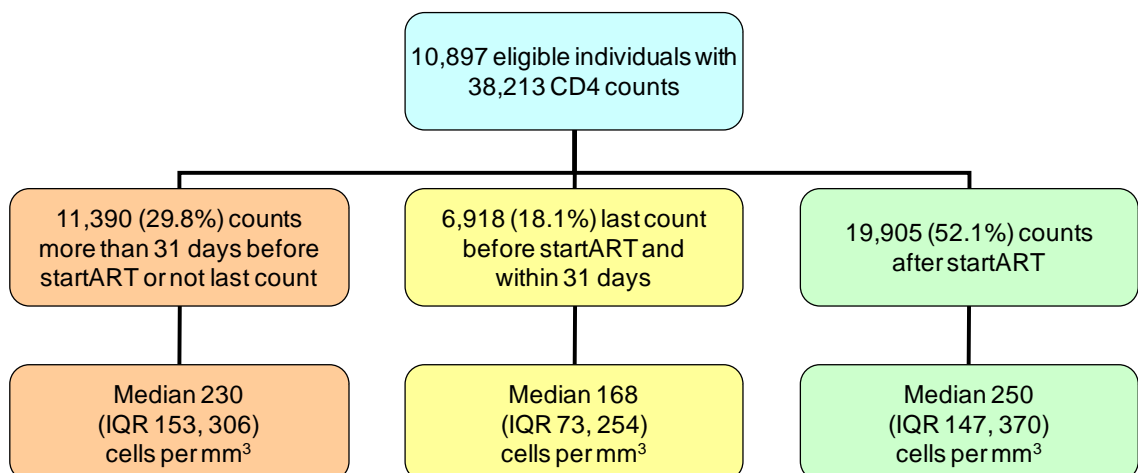 10,897 eligible individuals with
38,213 CD4 counts
11,390 (29.8%) counts
more than 31 days before
startART or not last count
6,918 (18.1%) last count
before startART and
within 31 days
19,905 (52.1%) counts
after startART
Median 230
(IQR 153, 306)
cells per mm³
Median 168
(IQR 73, 254)
cells per mm³
Median 250
(IQR 147, 370)
cells per mm³